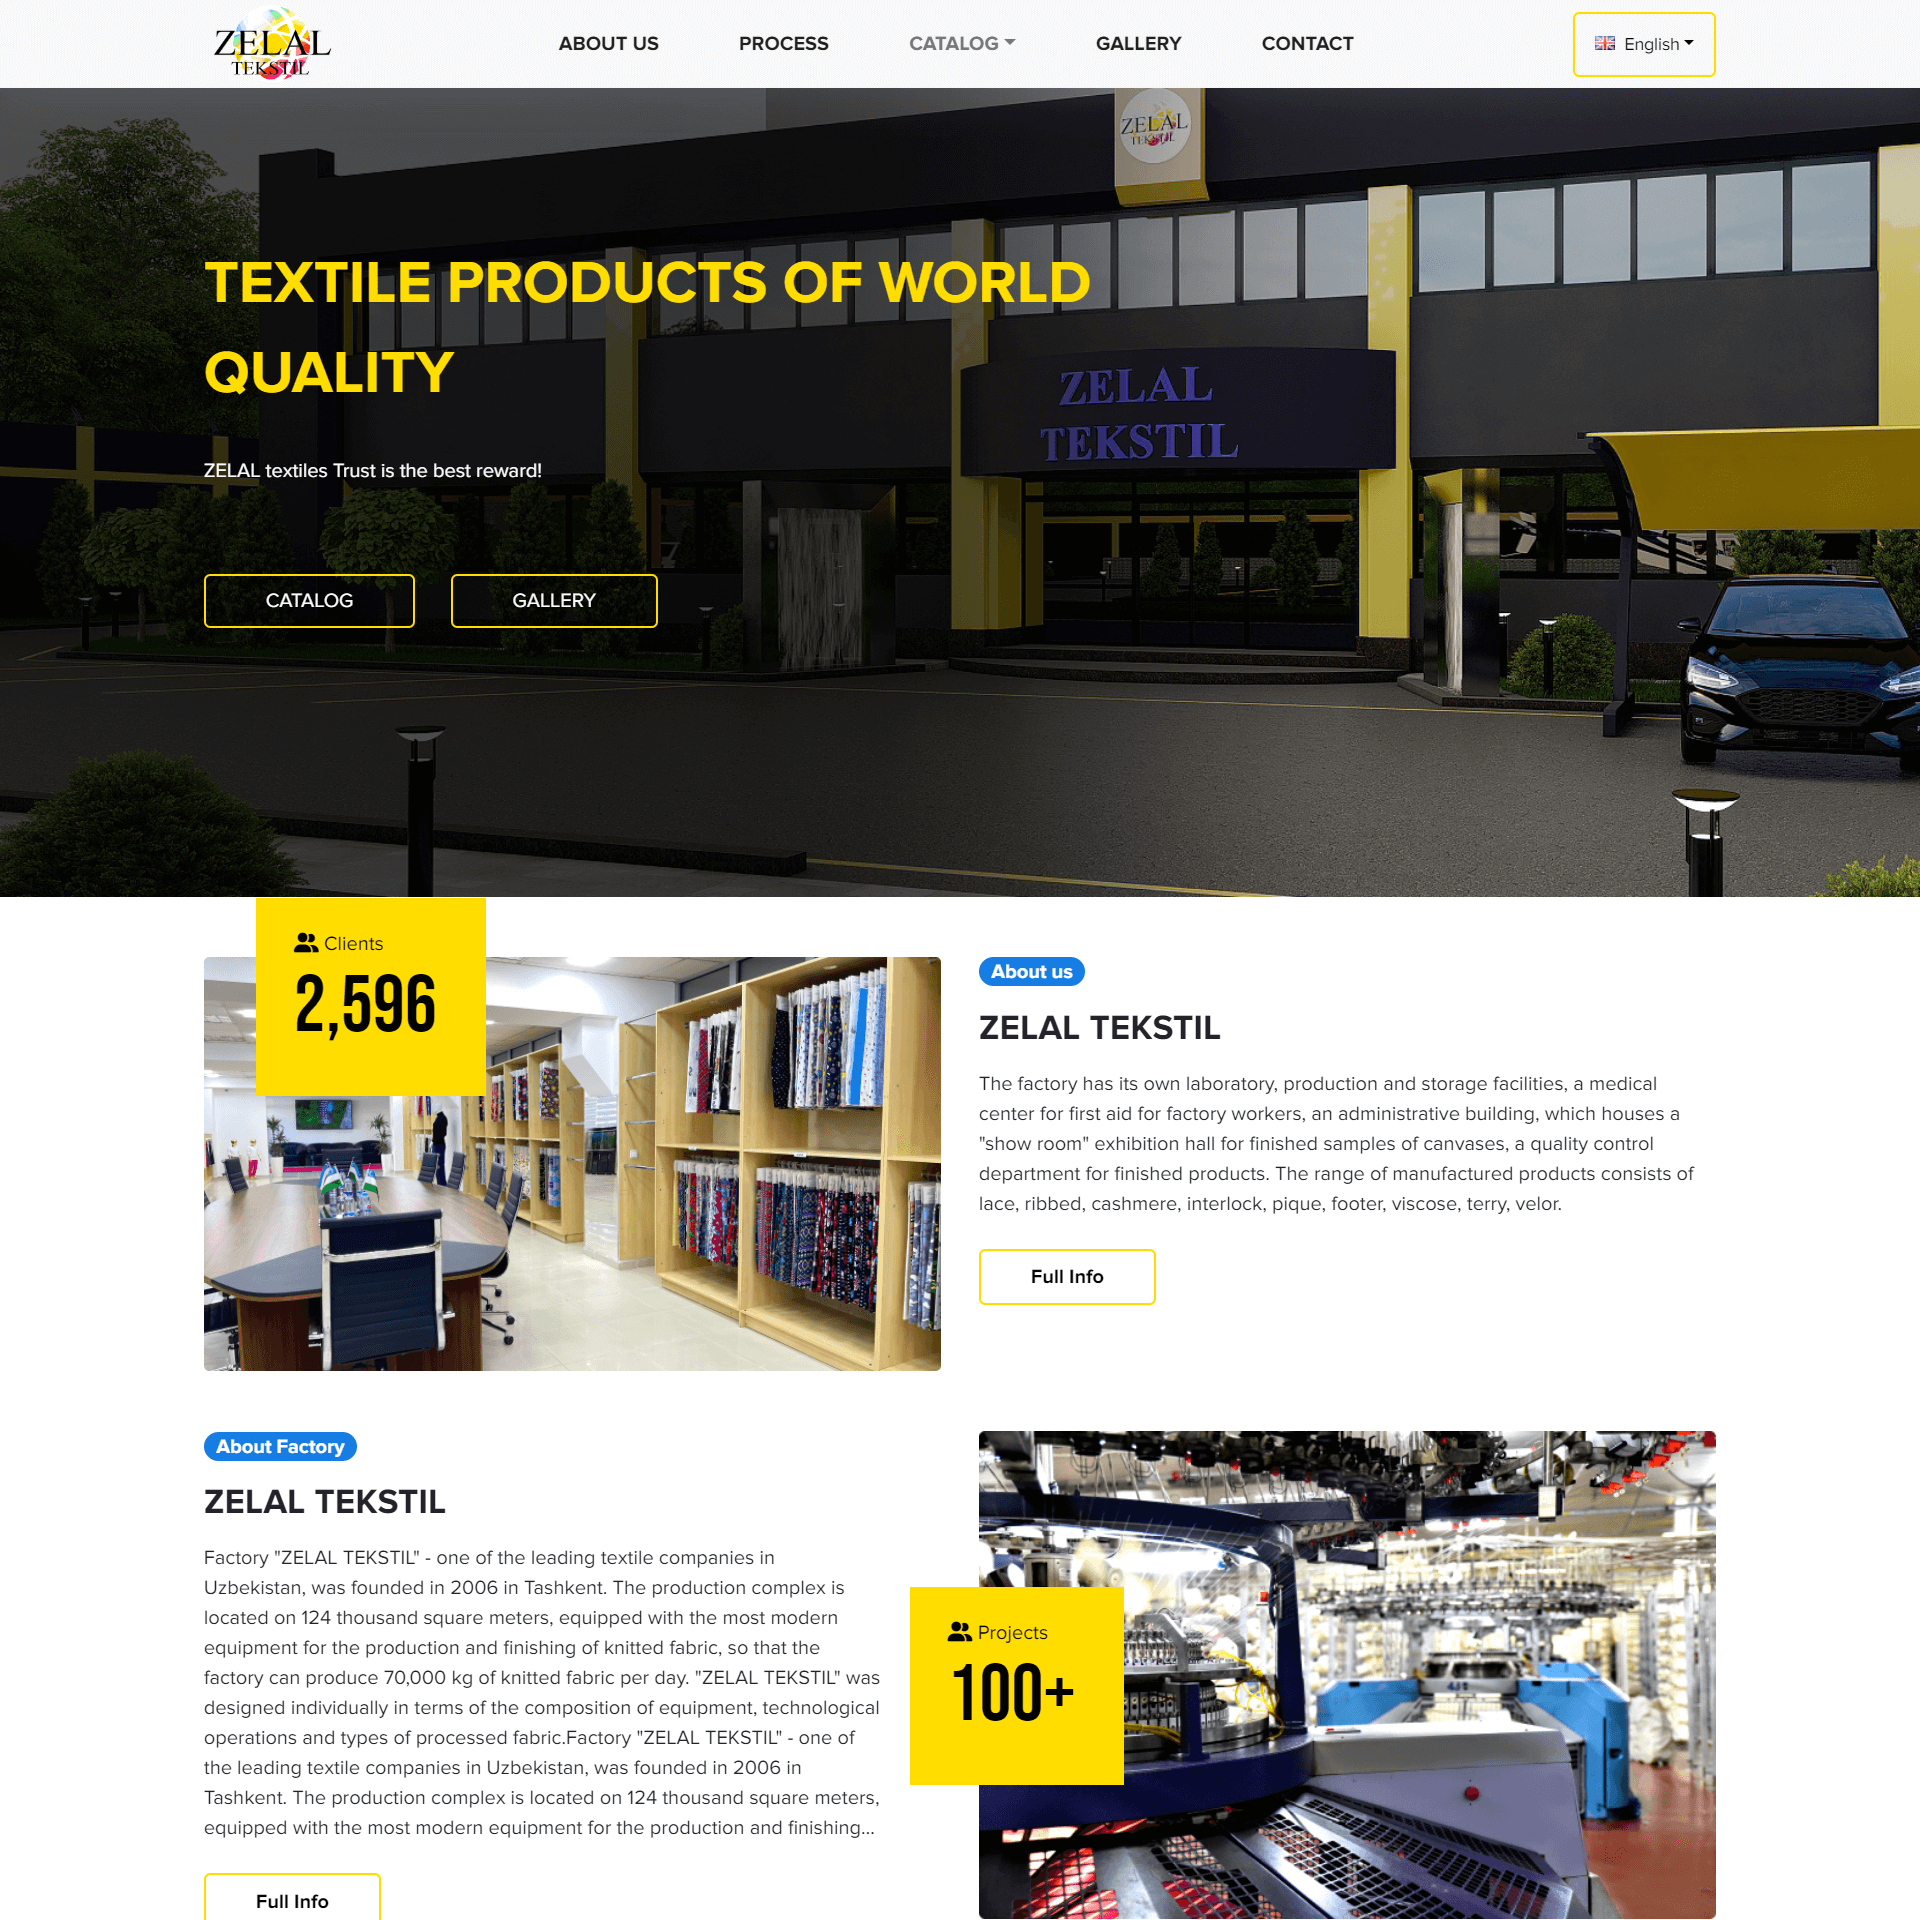 ZELAL
TEKSTIL
ABOUT US
PROCESS
CATALOG
GALLERY
CONTACT
English
ZELAL
TEKSTIL
TEXTILE PRODUCTS OF WORLD
QUALITY
ZELAL
TEKSTIL
ZELAL textiles Trust is the best reward!
CATALOG
GALLERY
Clients
2,596
About us
ZELAL TEKSTIL
The factory has its own laboratory, production and storage facilities, a medical
center for first aid for factory workers, an administrative building, which houses a
"show room" exhibition hall for finished samples of canvases, a quality control
department for finished products. The range of manufactured products consists of
lace, ribbed, cashmere, interlock, pique, footer, viscose, terry, velor.
Full Info
About Factory
ZELAL TEKSTIL
Factory "ZELAL TEKSTIL" - one of the leading textile companies in
Uzbekistan, was founded in 2006 in Tashkent. The production complex is
located on 124 thousand square meters, equipped with the most modern
equipment for the production and finishing of knitted fabric, so that the
factory can produce 70,000 kg of knitted fabric per day. "ZELAL TEKSTIL" was
designed individually in terms of the composition of equipment, technological
operations and types of processed fabric.Factory "ZELAL TEKSTIL" - one of
the leading textile companies in Uzbekistan, was founded in 2006 in
Tashkent. The production complex is located on 124 thousand square meters,
equipped with the most modern equipment for the production and finishing...
Full Info
Projects
100+